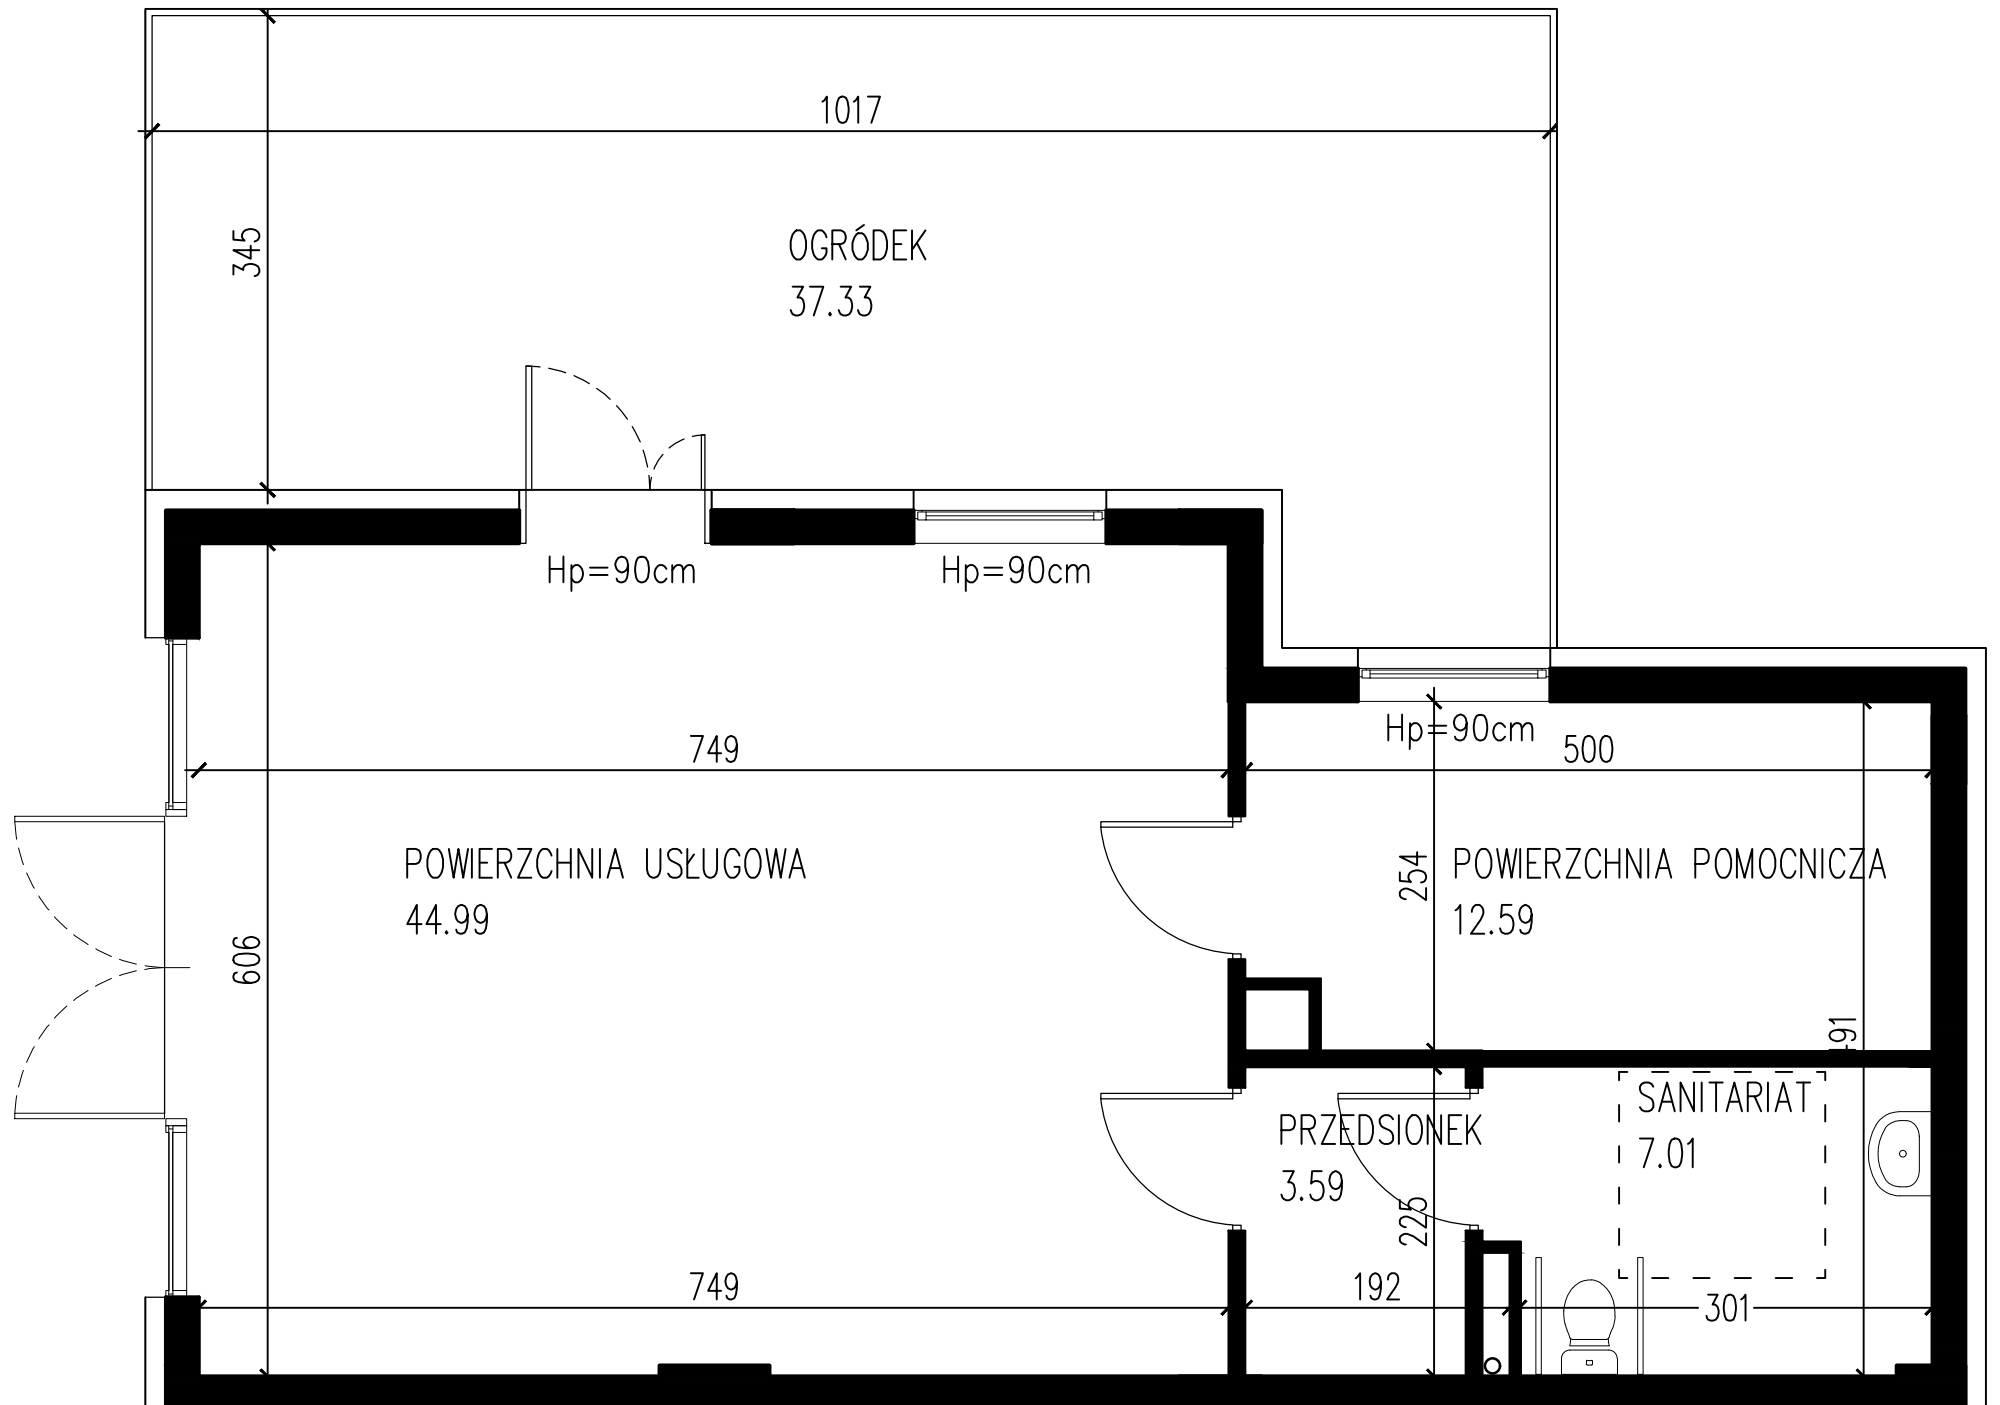 1017
345
OGRÓDEK
37.33
Hp=90cm
Hp=90cm
Hp=90cm
749
500
POWIERZCHNIA USŁUGOWA
44.99
254
POWIERZCHNIA POMOCNICZA
12.59
606
491
SANITARIAT
7.01
PRZEDSIONEK
3.59
225
749
192
301